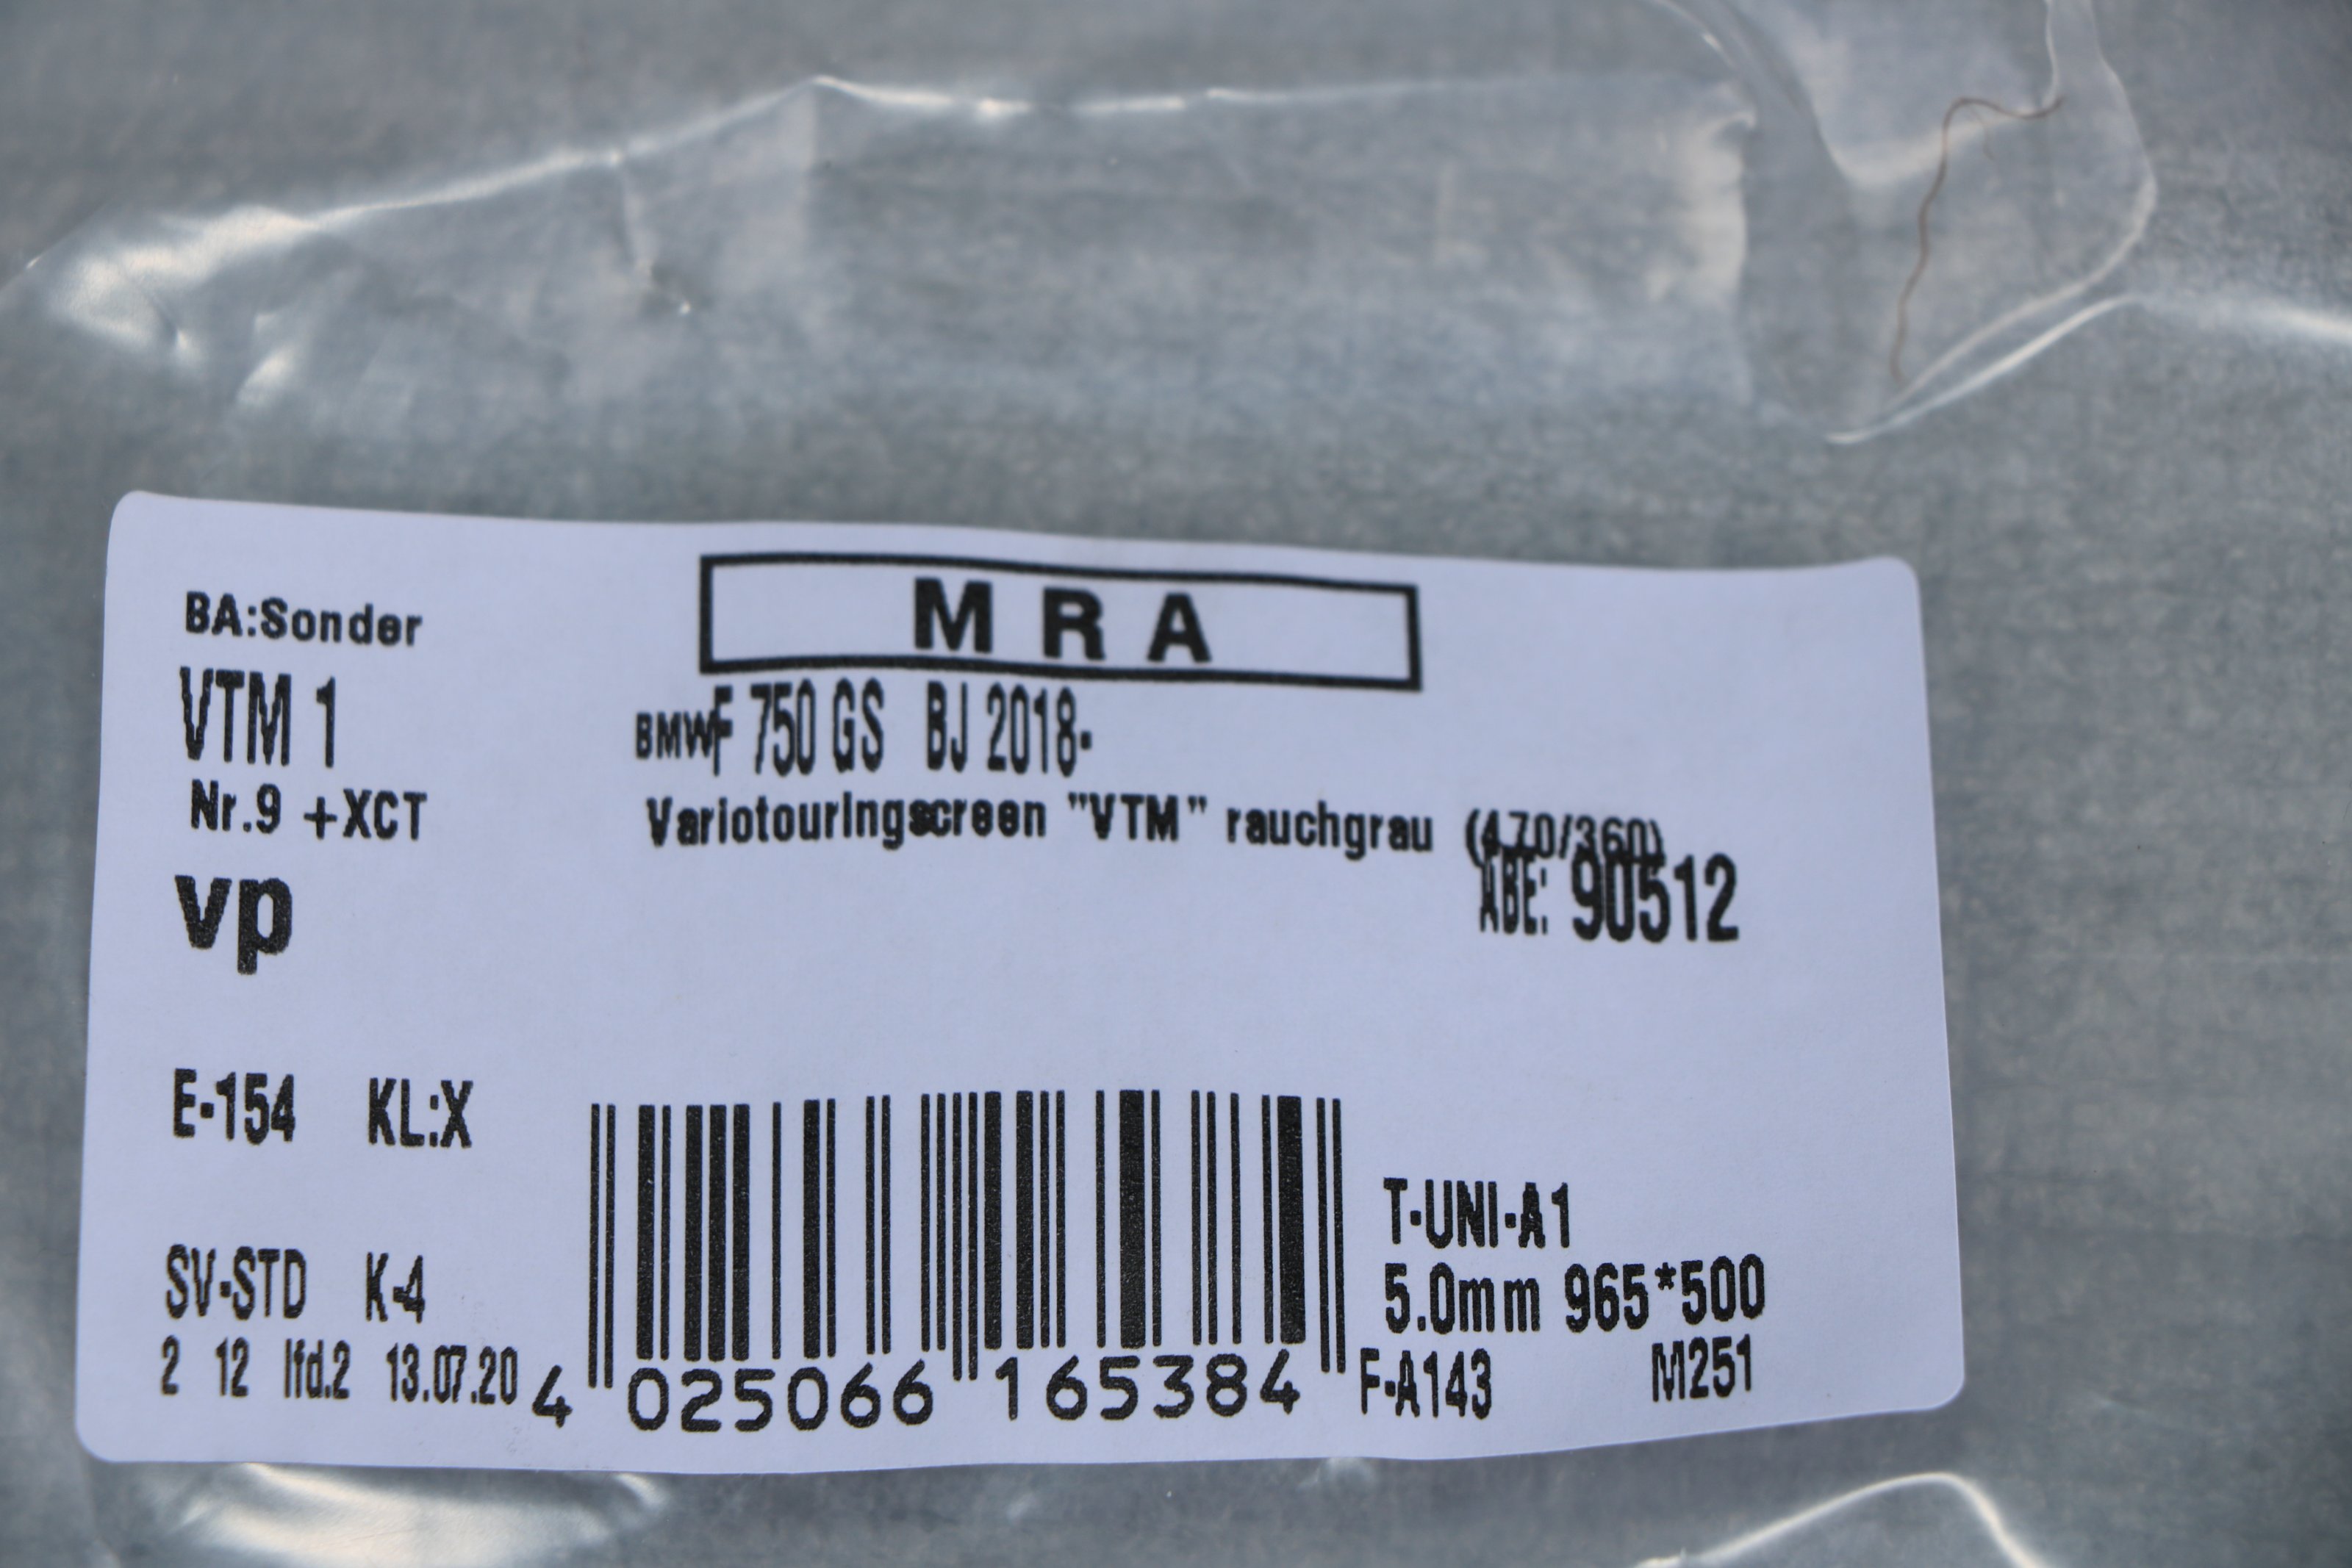 BA:Sonder
MRA
VTM 1
BMW F 750 GS BJ 2018-
Nr.9 +XCT
Variotouringscreen "VTM" rauchgrau (470/360)
vp
ABE: 90512
E-154 KL:X
T-UNI-A1
SV-STD K-4
5.0mm 965*500
2 12 lfd.2 13.07.20
4 025066 165384
F-A143 M251